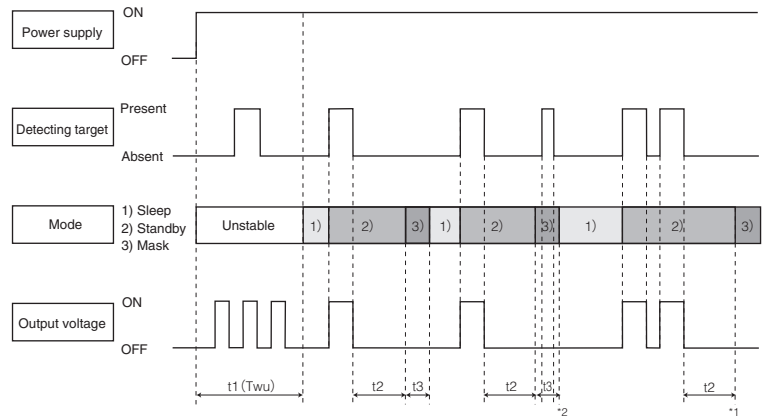 Power supply
ON
OFF
Detecting target
Present
Absent
Mode
1) Sleep
2) Standby
3) Mask
Unstable
1)
2)
3)
1)
2)
3)
1)
2)
3)
Output voltage
ON
OFF
t1 (Twu)
t2
t3
t2
t3
t2
*2
*1